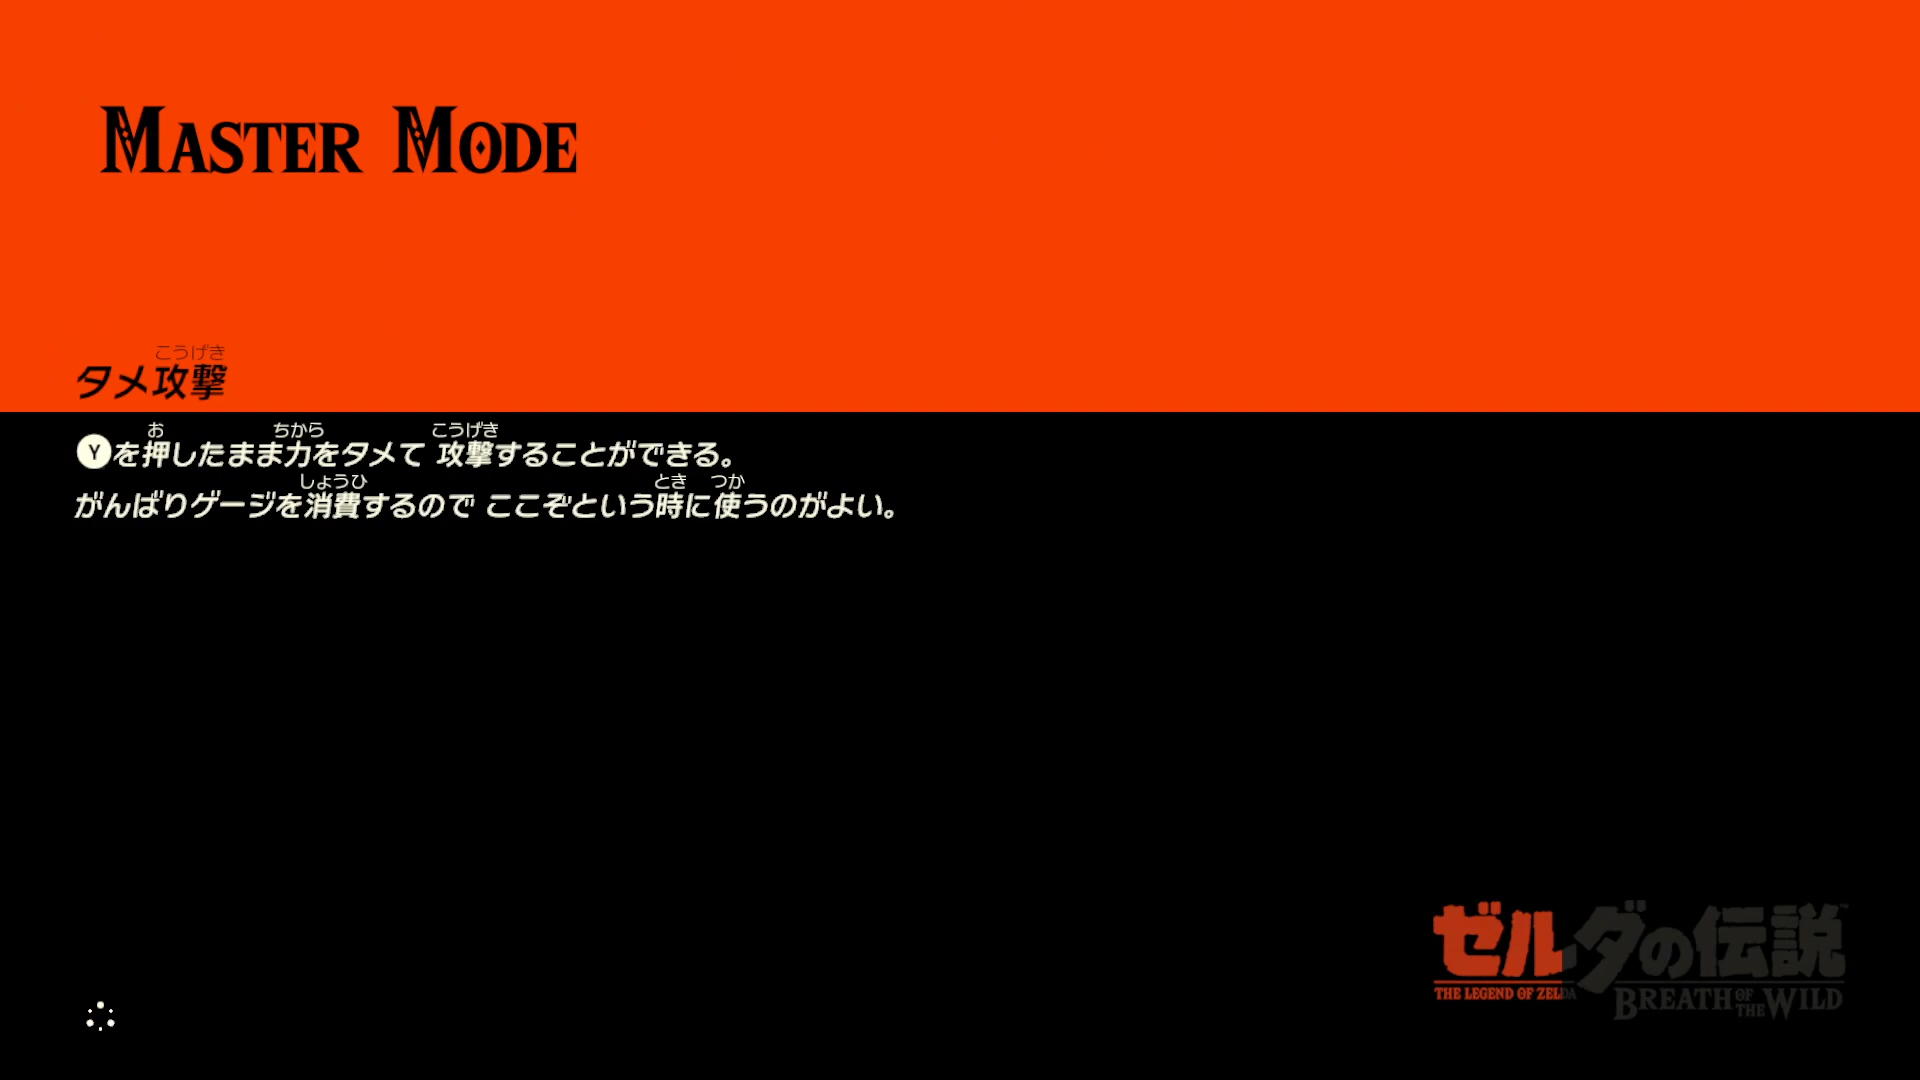 MASTER MODE
こうげき
タメ攻撃
お ちから こうげき
Yを押したまま力をタメて 攻撃することができる。
しょうひ とき つか
がんばりゲージを消費するので ここぞという時に使うのがよい。
ゼルダの伝説™
THE LEGEND OF ZELDA
BREATH OF THE WILD